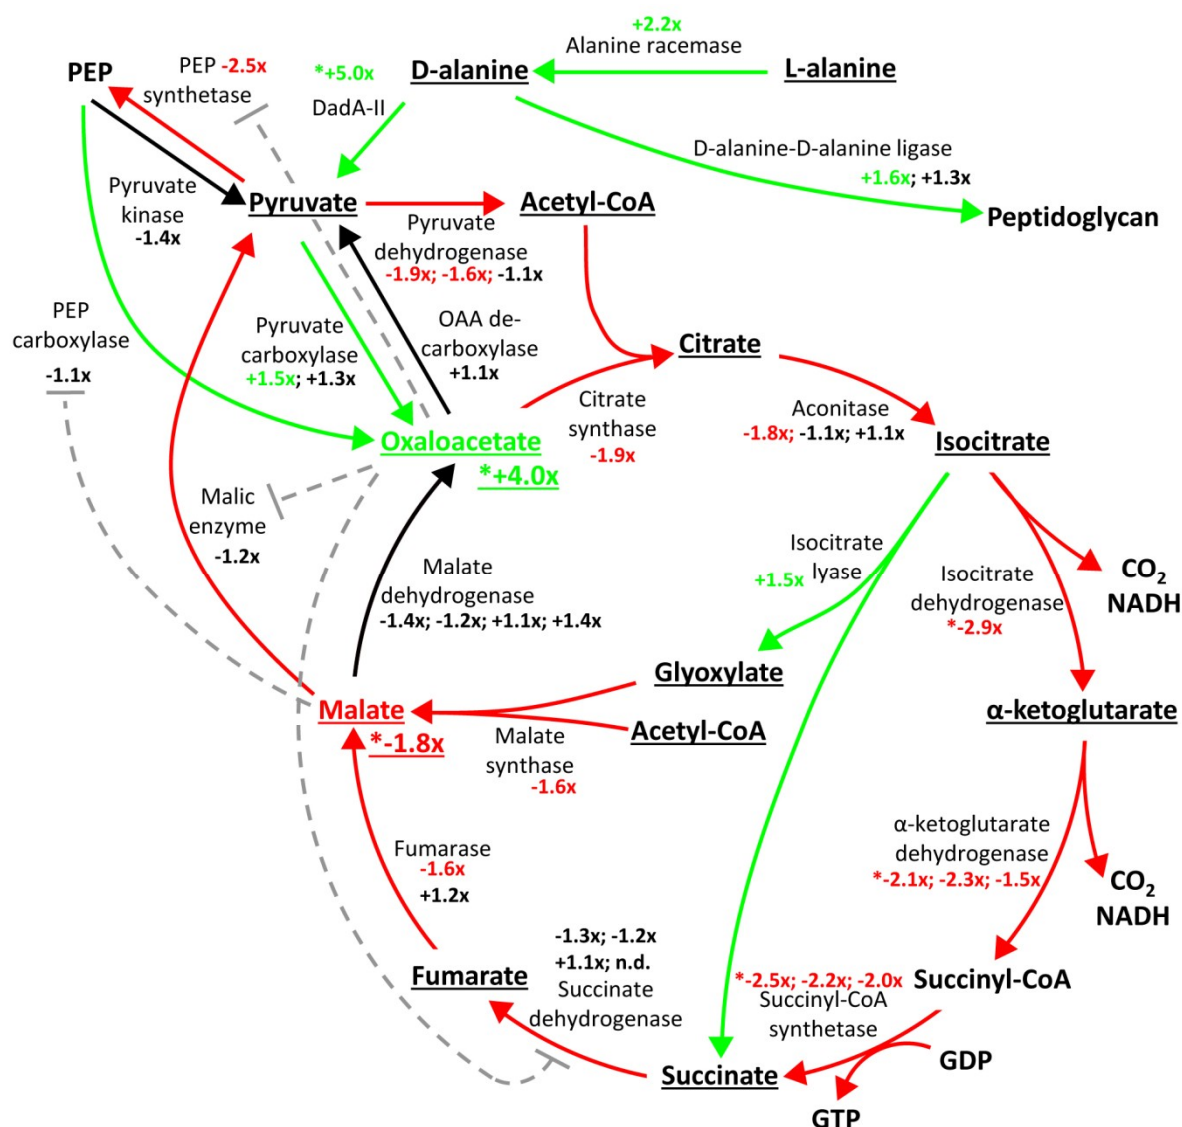 +2.2x
Alanine racemase
PEP
PEP -2.5x
synthetase
*+5.0x
DadA-II
D-alanine
L-alanine
D-alanine-D-alanine ligase
+1.6x; +1.3x
Peptidoglycan
Pyruvate
kinase
-1.4x
Pyruvate
Acetyl-CoA
Pyruvate
dehydrogenase
-1.9x; -1.6x; -1.1x
PEP
carboxylase
-1.1x
Pyruvate
carboxylase
+1.5x; +1.3x
OAA de-
carboxylase
+1.1x
Citrate
Citrate
synthase
-1.9x
Aconitase
-1.8x; -1.1x; +1.1x
Isocitrate
Oxaloacetate
*+4.0x
Malic
enzyme
-1.2x
Malate
dehydrogenase
-1.4x; -1.2x; +1.1x; +1.4x
Isocitrate
lyase
+1.5x
Isocitrate
dehydrogenase
*-2.9x
CO2
NADH
Glyoxylate
Acetyl-CoA
Malate
*-1.8x
Malate
synthase
-1.6x
α-ketoglutarate
α-ketoglutarate
dehydrogenase
*-2.1x; -2.3x; -1.5x
CO2
NADH
Fumarase
-1.6x
+1.2x
-1.3x; -1.2x
+1.1x; n.d.
Succinate
dehydrogenase
Fumarate
*-2.5x; -2.2x; -2.0x
Succinyl-CoA
synthetase
Succinyl-CoA
Succinate
GDP
GTP